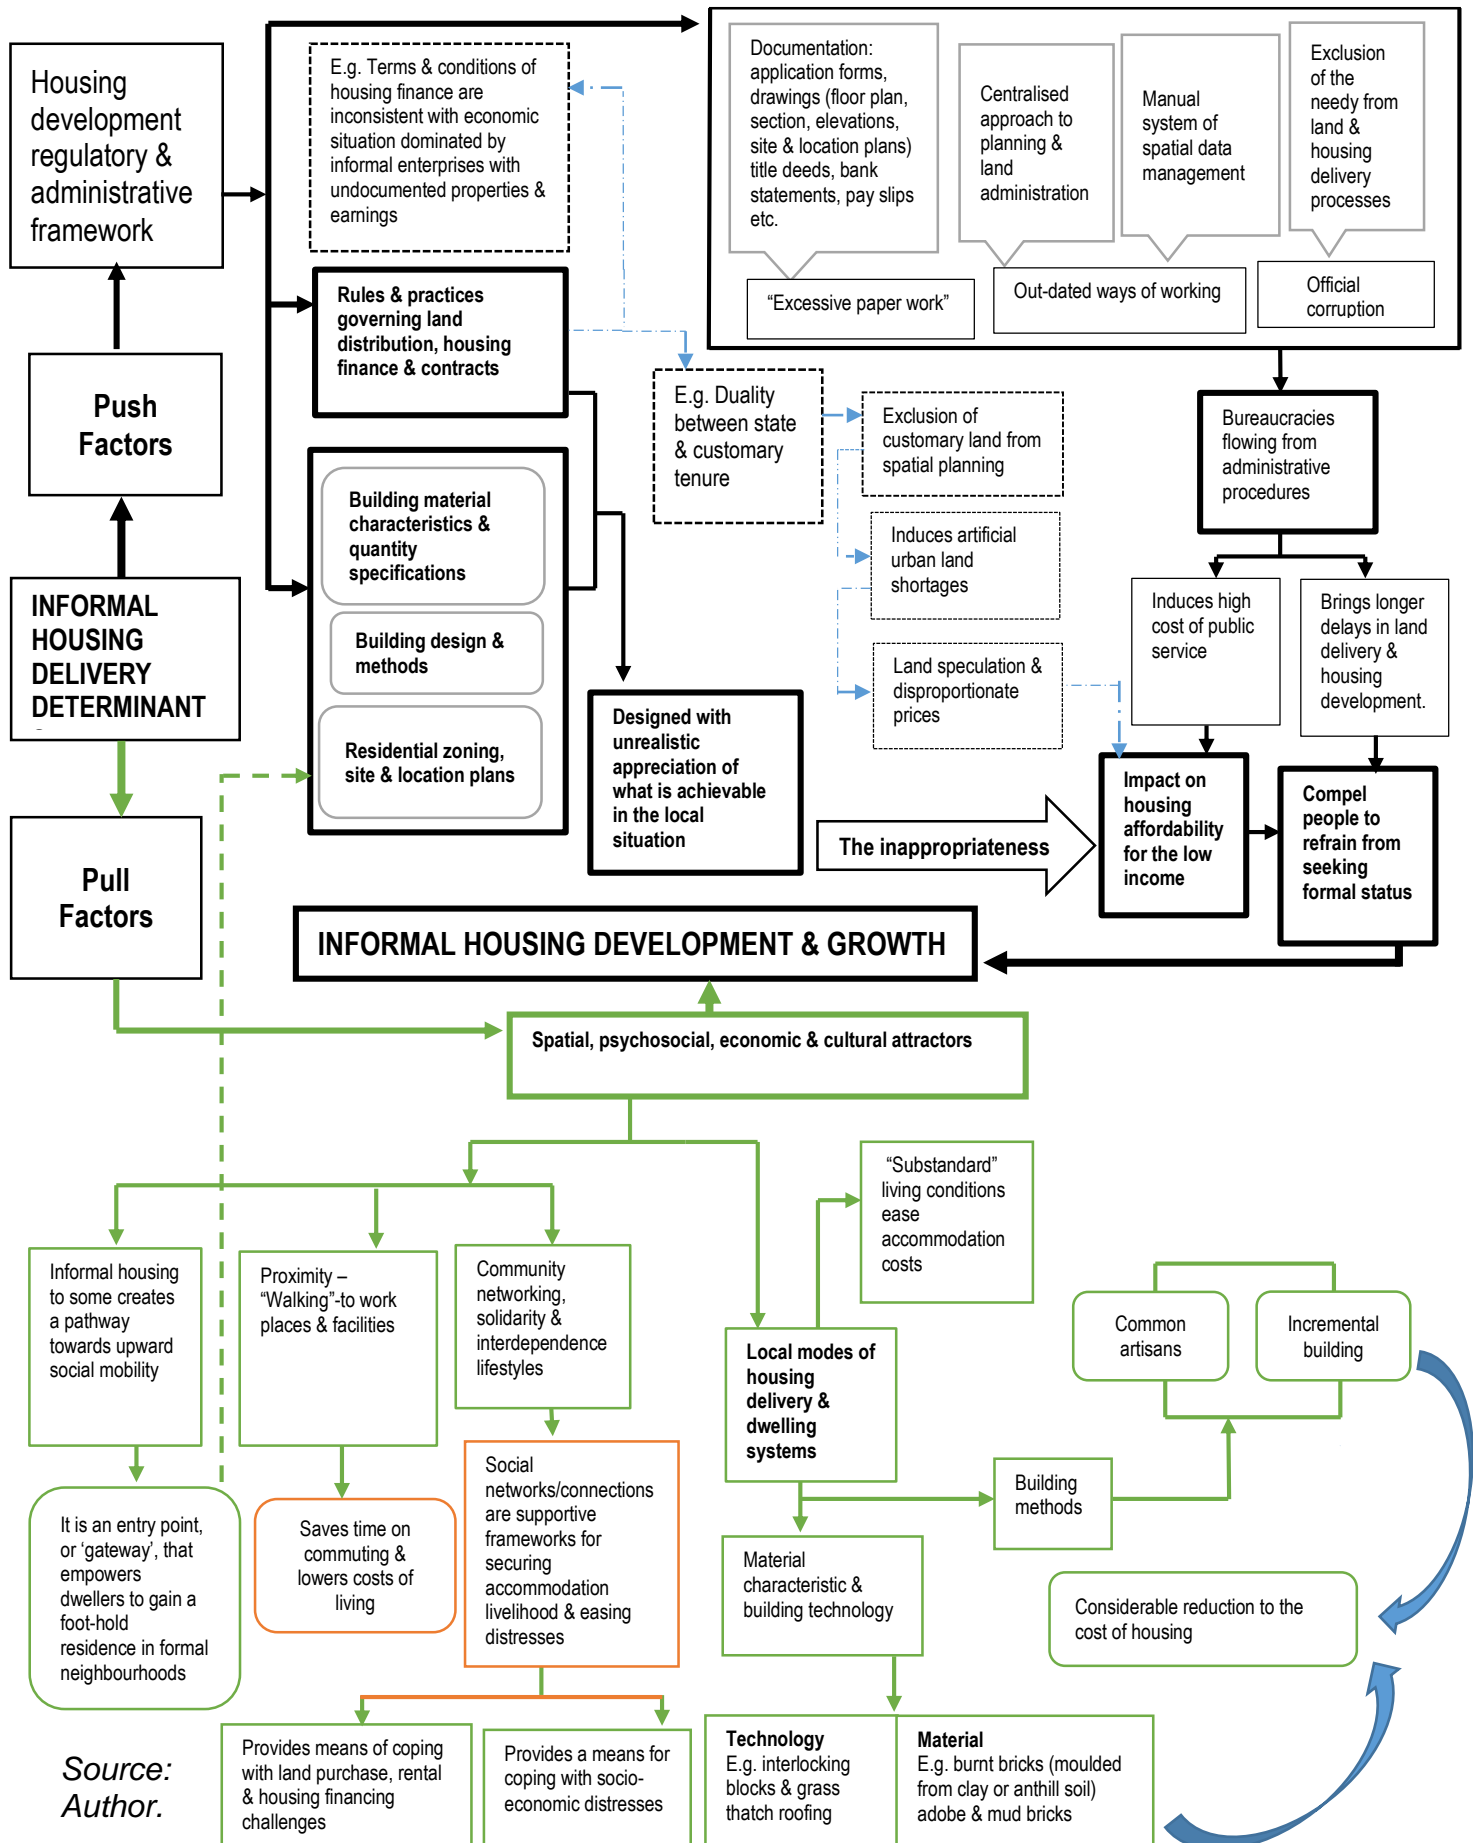 Housing
development
regulatory &
administrative
framework
E.g. Terms & conditions of
housing finance are
inconsistent with economic
situation dominated by
informal enterprises with
undocumented properties &
earnings
Documentation:
application forms,
drawings (floor plan,
section, elevations,
site & location plans)
title deeds, bank
statements, pay slips
etc.
Centralised
approach to
planning &
land
administration
Manual
system of
spatial data
management
Exclusion
of the
needy from
land &
housing
delivery
processes
“Excessive paper work”
Out-dated ways of working
Official
corruption
Rules & practices
governing land
distribution, housing
finance & contracts
Push
Factors
E.g. Duality
between state
& customary
tenure
Exclusion of
customary land from
spatial planning
Bureaucracies
flowing from
administrative
procedures
Building material
characteristics &
quantity
specifications
Building design &
methods
Residential zoning,
site & location plans
Induces artificial
urban land
shortages
Land speculation &
disproportionate
prices
Induces high
cost of public
service
Brings longer
delays in land
delivery &
housing
development.
INFORMAL
HOUSING
DELIVERY
DETERMINANT
Designed with
unrealistic
appreciation of
what is achievable
in the local
situation
The inappropriateness
Impact on
housing
affordability
for the low
income
Compel
people to
refrain from
seeking
formal status
Pull
Factors
INFORMAL HOUSING DEVELOPMENT & GROWTH
Spatial, psychosocial, economic & cultural attractors
“Substandard”
living conditions
ease
accommodation
costs
Informal housing
to some creates
a pathway
towards upward
social mobility
Proximity –
“Walking”-to work
places & facilities
Community
networking,
solidarity &
interdependence
lifestyles
Local modes of
housing
delivery &
dwelling
systems
Common
artisans
Incremental
building
It is an entry point,
or ‘gateway’, that
empowers
dwellers to gain a
foot-hold
residence in formal
neighbourhoods
Saves time on
commuting &
lowers costs of
living
Social
networks/connections
are supportive
frameworks for
securing
accommodation
livelihood & easing
distresses
Building
methods
Material
characteristic &
building technology
Considerable reduction to the
cost of housing
Provides means of coping
with land purchase, rental
& housing financing
challenges
Provides a means for
coping with socio-
economic distresses
Technology
E.g. interlocking
blocks & grass
thatch roofing
Material
E.g. burnt bricks (moulded
from clay or anthill soil)
adobe & mud bricks
Source:
Author.